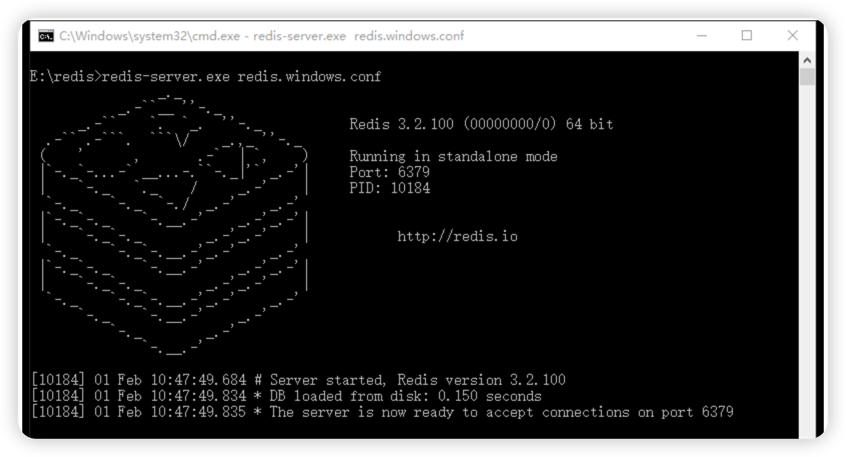 C:\Windows\system32\cmd.exe - redis-server.exe redis.windows.conf
E:\redis>redis-server.exe redis.windows.conf
Redis 3.2.100 (00000000/0) 64 bit
Running in standalone mode
Port: 6379
PID: 10184
http://redis.io
[10184] 01 Feb 10:47:49.684 # Server started, Redis version 3.2.100
[10184] 01 Feb 10:47:49.834 * DB loaded from disk: 0.150 seconds
[10184] 01 Feb 10:47:49.835 * The server is now ready to accept connections on port 6379